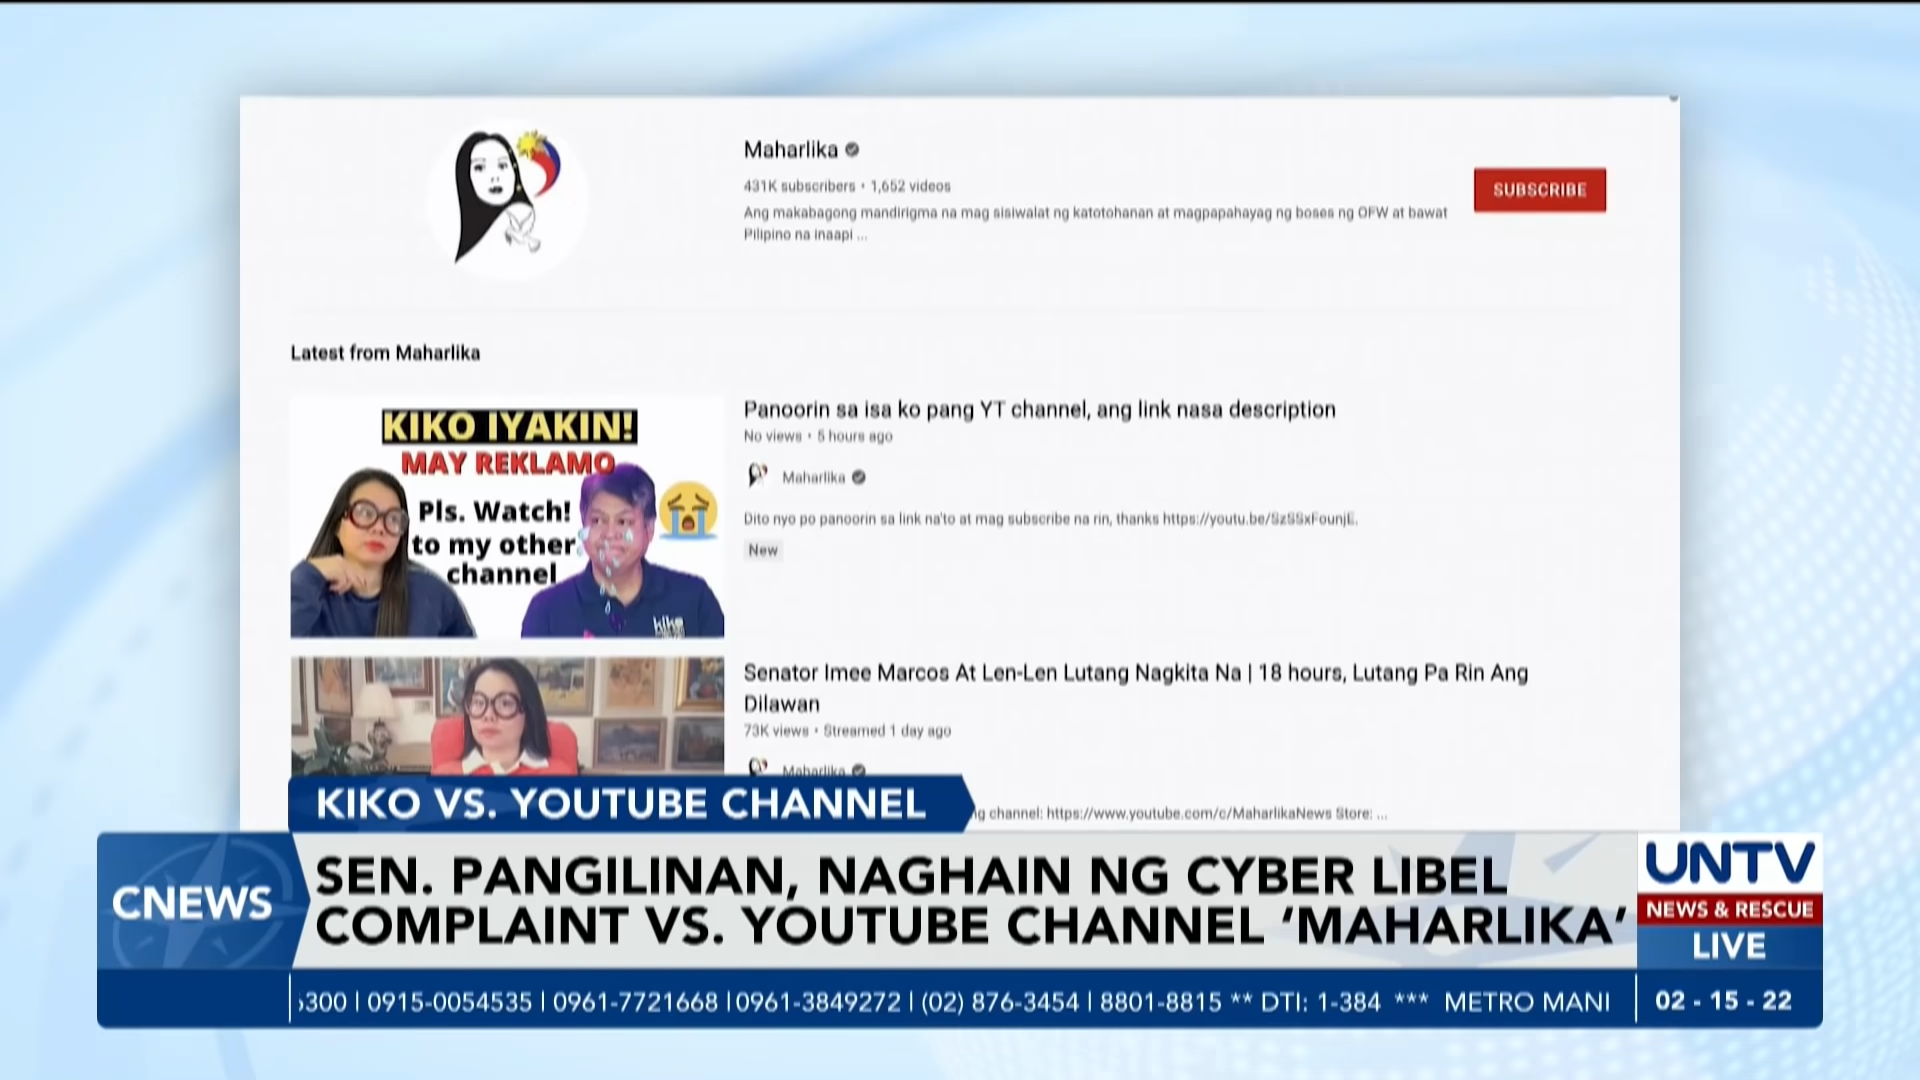 Maharlika
431K subscribers • 1,652 videos
Ang makabagong mandirigma na mag sisiwalat ng katotohanan at magpapahayag ng boses ng OFW at bawat
Pilipino na inaapi ...
SUBSCRIBE
Latest from Maharlika
KIKO IYAKIN!
MAY REKLAMO
Pls. Watch!
to my other
channel
kiko
Panoorin sa isa ko pang YT channel, ang link nasa description
No views • 5 hours ago
Maharlika
Dito nyo po panoorin sa link na'to at mag subscribe na rin, thanks
New
Senator Imee Marcos At Len-Len Lutang Nagkita Na | 18 hours, Lutang Pa Rin Ang
Dilawan
73K views • Streamed 1 day ago
Maharlika
channel: https://www.youtube.com/c/MaharlikaNews Store: ...
KIKO VS. YOUTUBE CHANNEL
CNEWS
SEN. PANGILINAN, NAGHAIN NG CYBER LIBEL
COMPLAINT VS. YOUTUBE CHANNEL ‘MAHARLIKA’
UNTV
NEWS & RESCUE
LIVE
300 | 0915-0054535 | 0961-7721668 | 0961-3849272 | (02) 876-3454 | 8801-8815 ** DTI: 1-384 *** METRO MANI
02 - 15 - 22